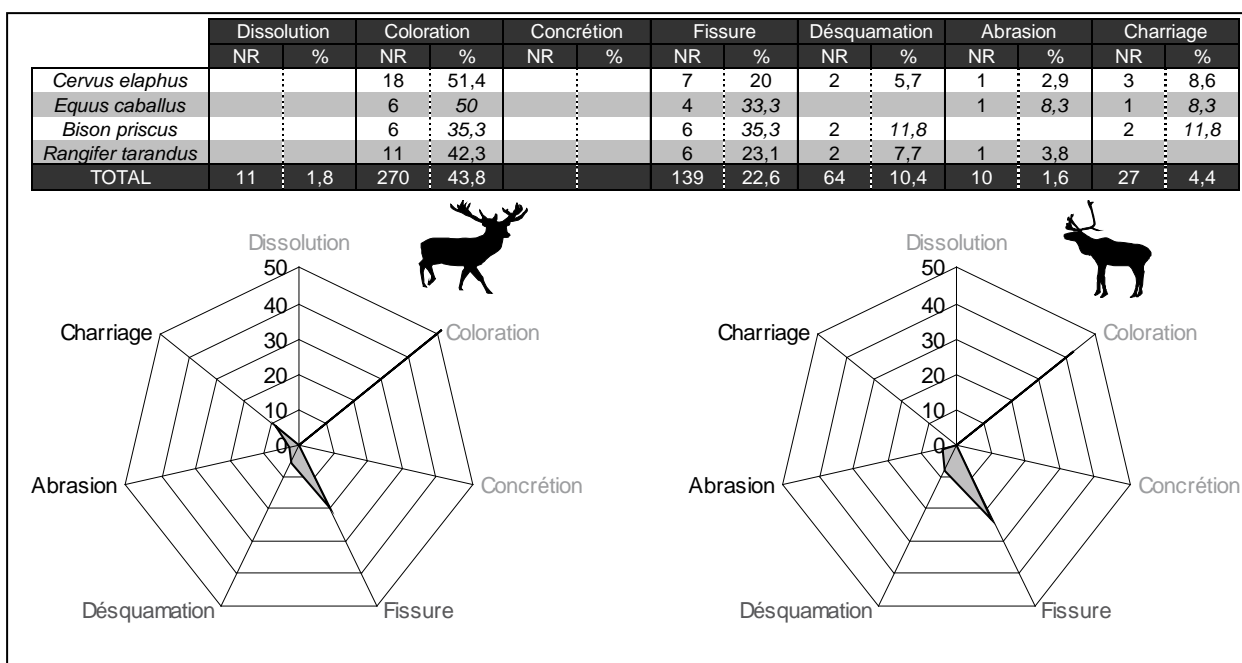 Dissolution Coloration Concrétion Fissure Désquamation Abrasion Charriage
NR % NR % NR % NR % NR % NR % NR %
Cervus elaphus 18 51,4 7 20 2 5,7 1 2,9 3 8,6
Equus caballus 6 50 4 33,3 1 8,3 1 8,3
Bison priscus 6 35,3 6 35,3 2 11,8 2 11,8
Rangifer tarandus 11 42,3 6 23,1 2 7,7 1 3,8
TOTAL 11 1,8 270 43,8 139 22,6 64 10,4 10 1,6 27 4,4
Dissolution
50
40
30
20
10
0
Charriage
Coloration
Abrasion
Concrétion
Désquamation
Fissure
Dissolution
50
40
30
20
10
0
Charriage
Coloration
Abrasion
Concrétion
Désquamation
Fissure